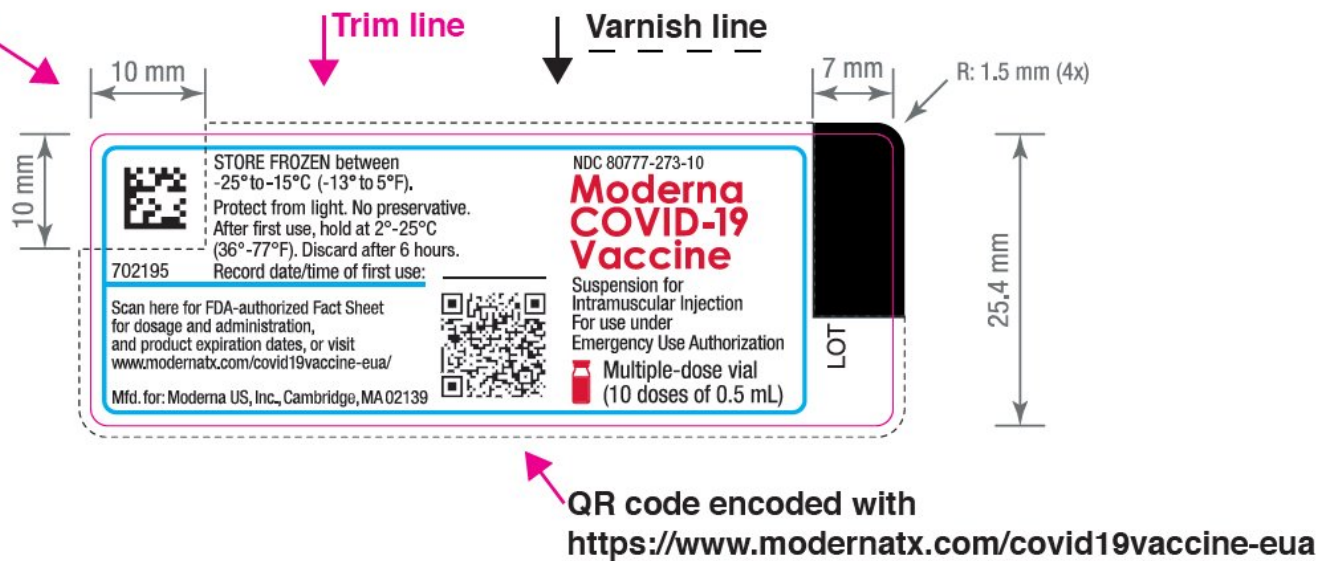 Trim line
Varnish line
10 mm
7 mm
R: 1.5 mm (4x)
10 mm
25.4 mm
STORE FROZEN between
-25° to -15°C (-13° to 5°F).
Protect from light. No preservative.
After first use, hold at 2°-25°C
(36°-77°F). Discard after 6 hours.
702195
Record date/time of first use:
Scan here for FDA-authorized Fact Sheet
for dosage and administration,
and product expiration dates, or visit
www.modernatx.com/covid19vaccine-eua/
Mfd. for: Moderna US, Inc., Cambridge, MA 02139
NDC 80777-273-10
Moderna
COVID-19
Vaccine
Suspension for
Intramuscular Injection
For use under
Emergency Use Authorization
Multiple-dose vial
(10 doses of 0.5 mL)
LOT
QR code encoded with
https://www.modernatx.com/covid19vaccine-eua